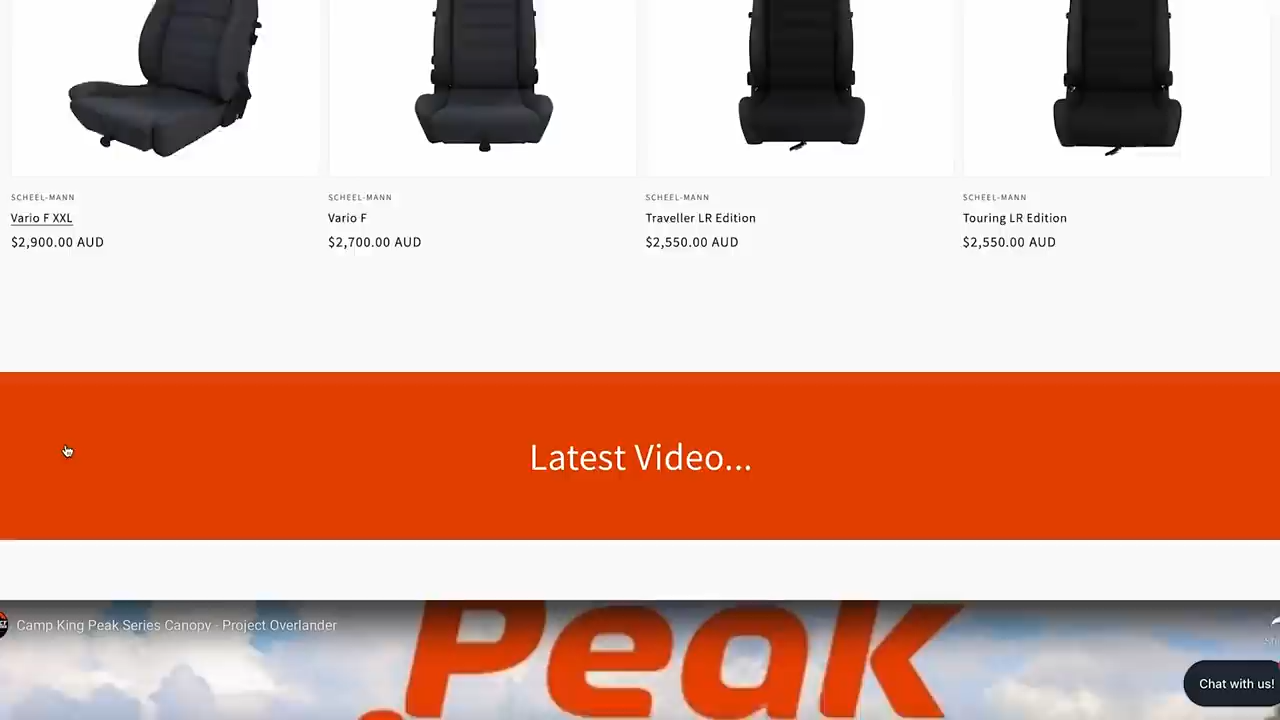 SCHEEL-MANN
Vario F XXL
$2,900.00 AUD
SCHEEL-MANN
Vario F
$2,700.00 AUD
SCHEEL-MANN
Traveller LR Edition
$2,550.00 AUD
SCHEEL-MANN
Touring LR Edition
$2,550.00 AUD
Latest Video...
Camp King Peak Series Canopy - Project Overlander
Peak
Chat with us!